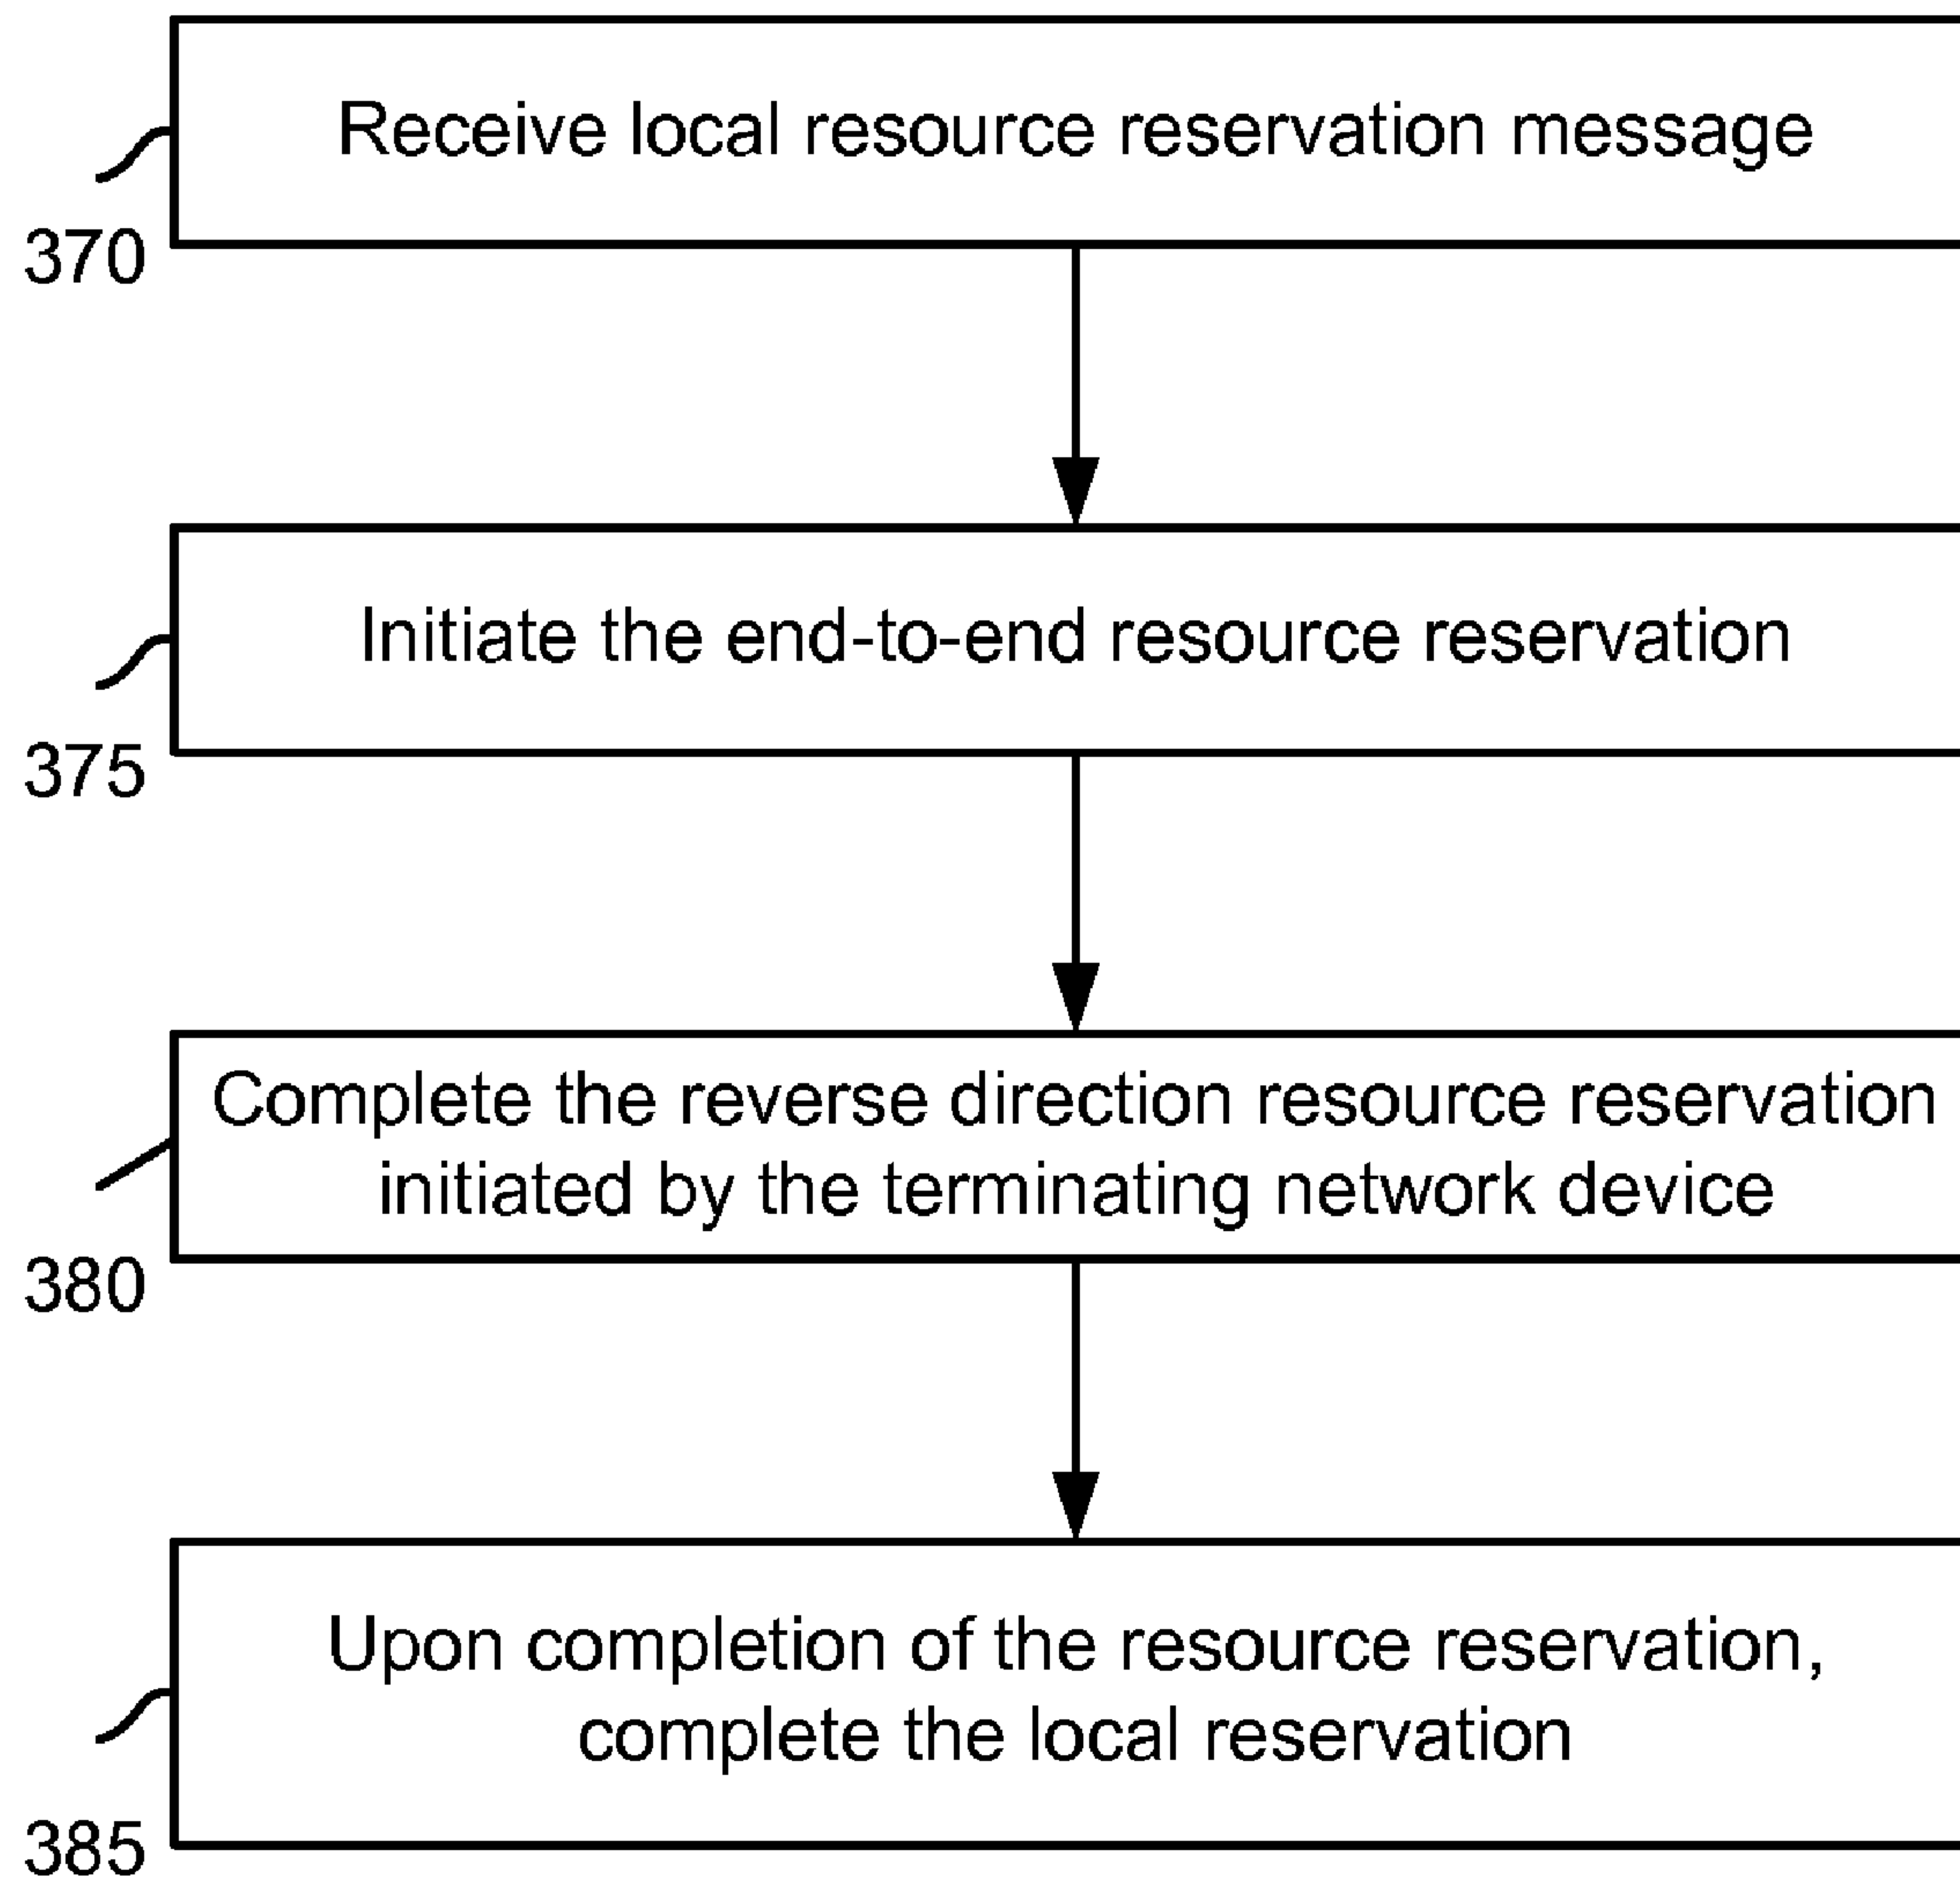 Receive local resource reservation message
370
Initiate the end-to-end resource reservation
375
Complete the reverse direction resource reservation
initiated by the terminating network device
380
Upon completion of the resource reservation,
complete the local reservation
385